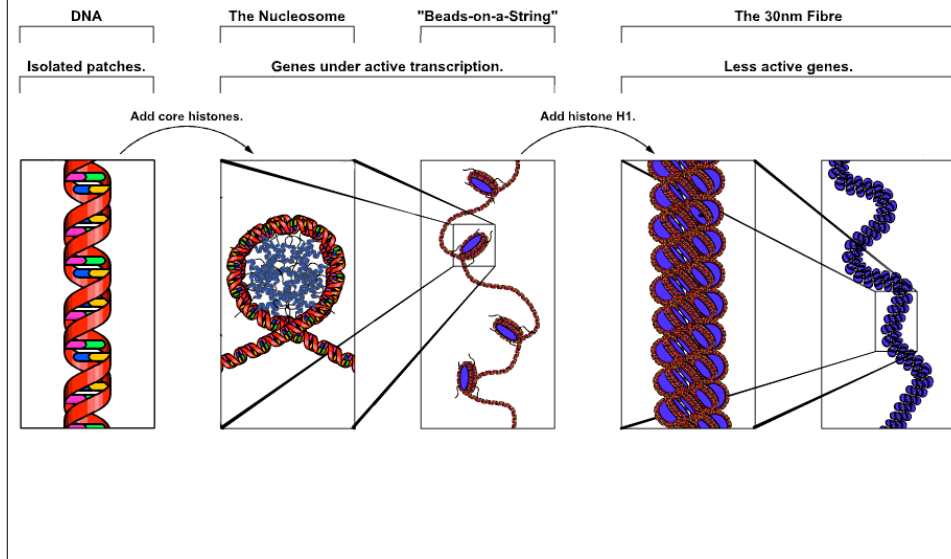 DNA
The Nucleosome
"Beads-on-a-String"
The 30nm Fibre
Isolated patches.
Genes under active transcription.
Less active genes.
Add core histones.
Add histone H1.